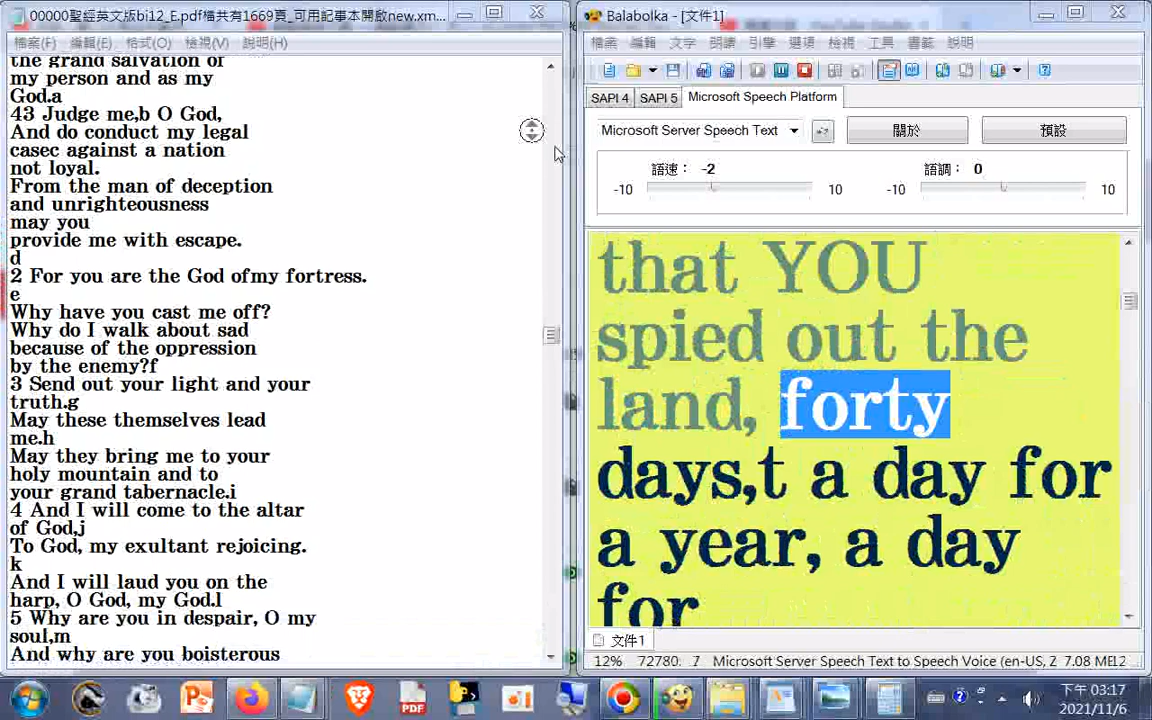 00000聖經英文版bi12_E.pdf檔共有1669頁_可用記事本開啟new.xm...
檔案(F) 編輯(E) 格式(O) 檢視(V) 說明(H)
the grand salvation of
my person and as my
God.a
43 Judge me,b O God,
And do conduct my legal
casec against a nation
not loyal.
From the man of deception
and unrighteousness
may you
provide me with escape.
d
2 For you are the God ofmy fortress.
e
Why have you cast me off?
Why do I walk about sad
because of the oppression
by the enemy?f
3 Send out your light and your
truth.g
May these themselves lead
me.h
May they bring me to your
holy mountain and to
your grand tabernacle.i
4 And I will come to the altar
of God,j
To God, my exultant rejoicing.
k
And I will laud you on the
harp, O God, my God.l
5 Why are you in despair, O my
soul,m
And why are you boisterous
Balabolka - [文件1]
檔案 編輯 文字 朗讀 引擎 選項 檢視 工具 書籤 說明
SAPI 4 SAPI 5 Microsoft Speech Platform
Microsoft Server Speech Text 關於 預設
語速： -2 語調： 0
-10 10 -10 10
that YOU
spied out the
land, forty
days,t a day for
a year, a day
for
文件1
12% 72780: 7 Microsoft Server Speech Text to Speech Voice (en-US, Z 7.08 ME12
PDF
下午 03:17
2021/11/6